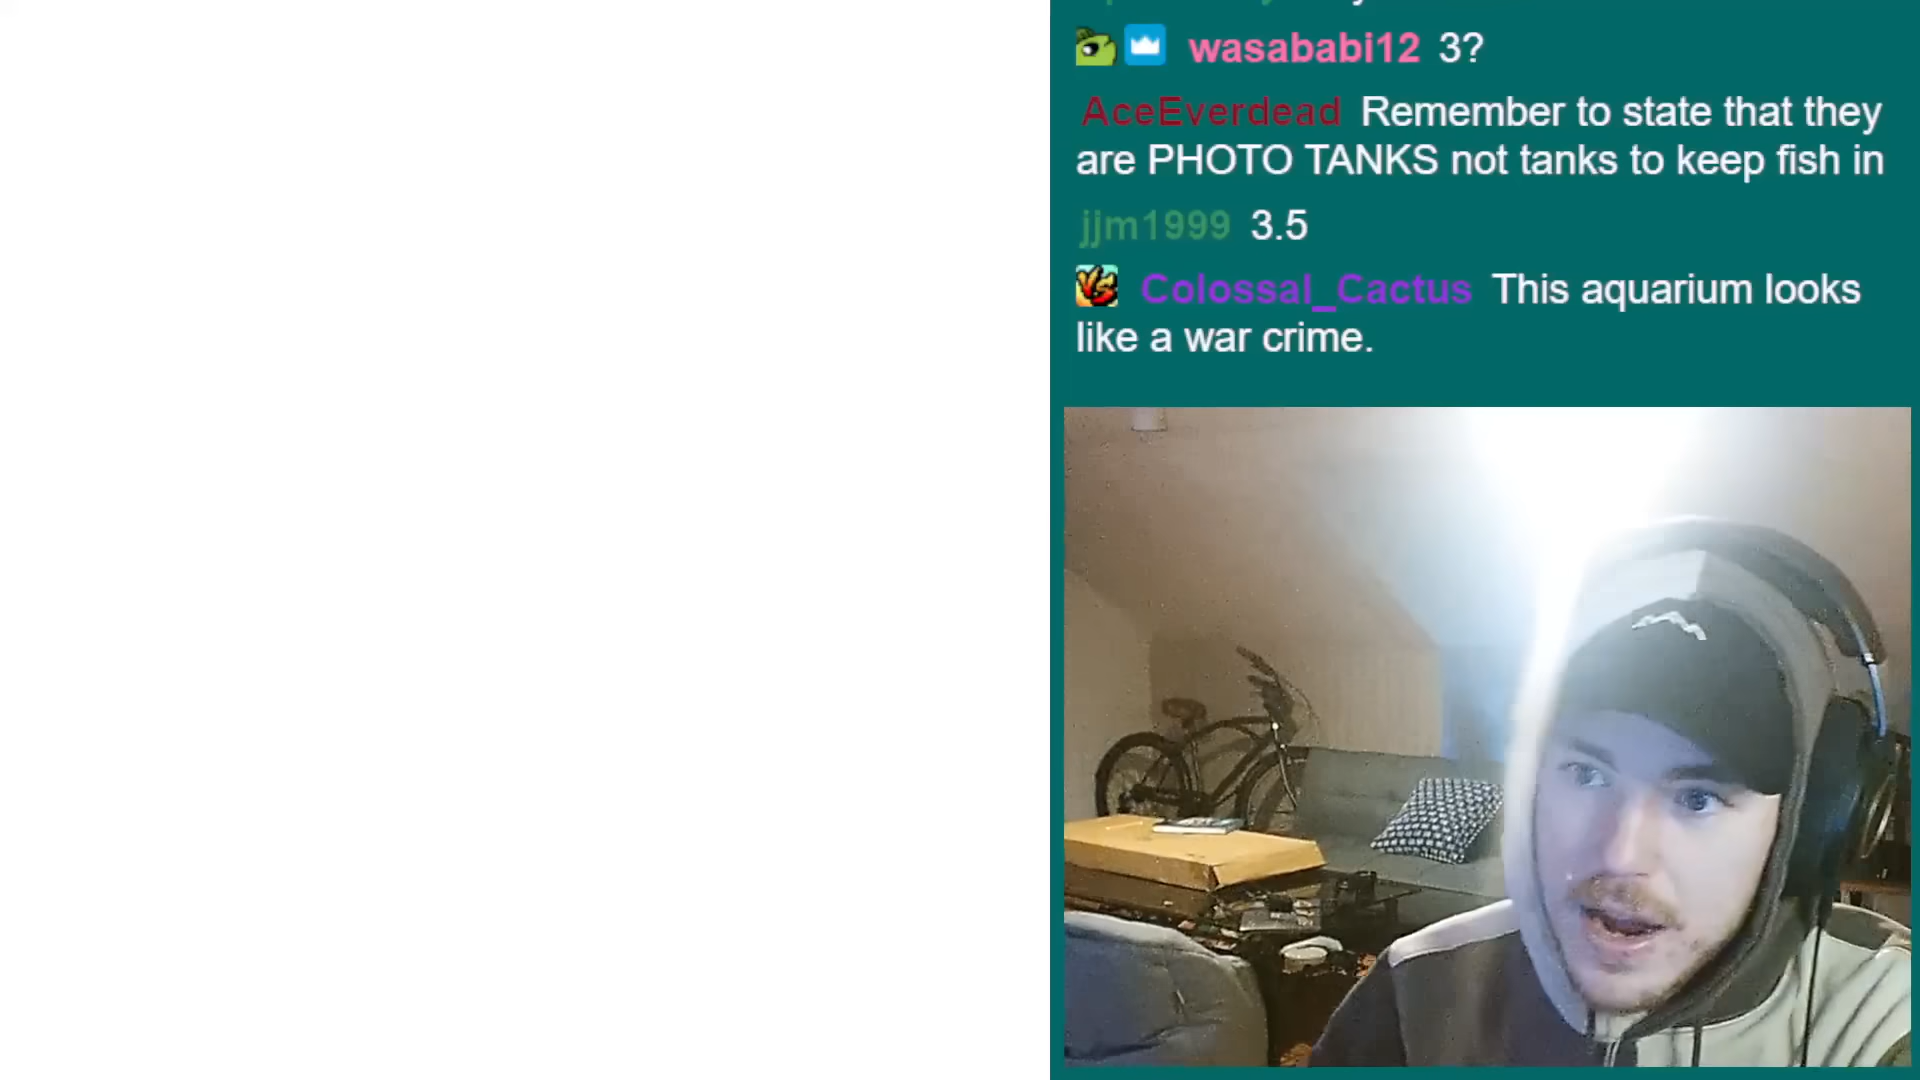 wasababi12 3?
AceEverdead Remember to state that they
are PHOTO TANKS not tanks to keep fish in
jjm1999 3.5
VS Colossal_Cactus This aquarium looks
like a war crime.